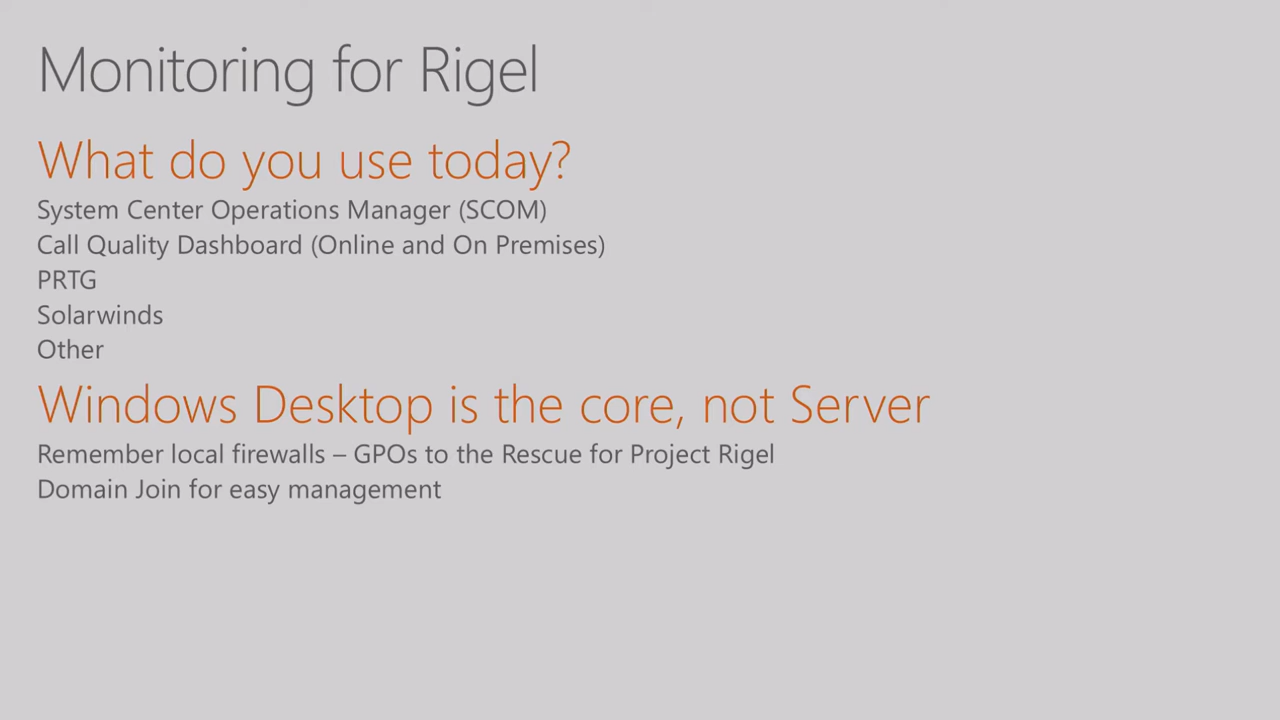 Monitoring for Rigel
What do you use today?
System Center Operations Manager (SCOM)
Call Quality Dashboard (Online and On Premises)
PRTG
Solarwinds
Other
Windows Desktop is the core, not Server
Remember local firewalls – GPOs to the Rescue for Project Rigel
Domain Join for easy management